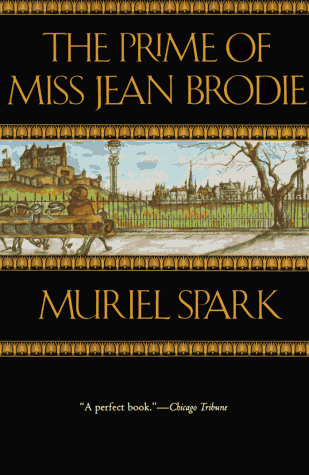 THE PRIME OF
MISS JEAN BRODIE
MURIEL SPARK
“A perfect book.”—Chicago Tribune